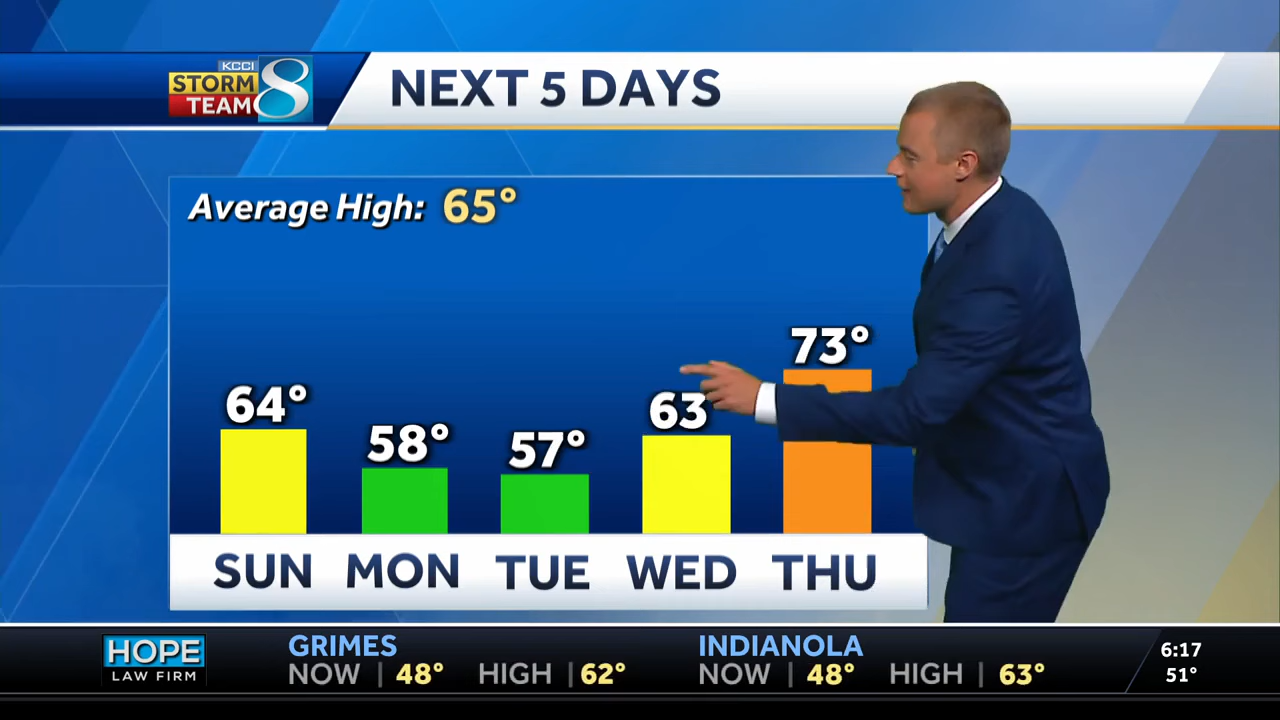 KCCI
STORM
TEAM
8
NEXT 5 DAYS
Average High: 65°
64°
58°
57°
63
73°
SUN MON TUE WED THU
HOPE
LAW FIRM
GRIMES
NOW | 48° HIGH | 62°
INDIANOLA
NOW | 48° HIGH | 63°
6:17
51°